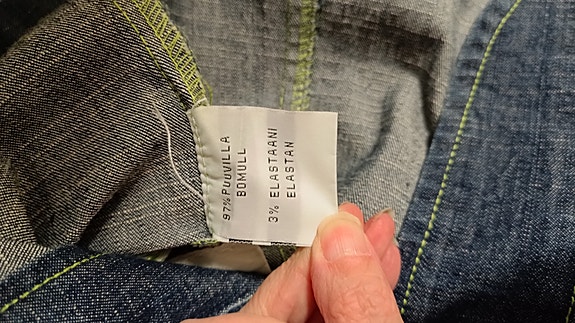 97% PUUVILLA
BOMULL
3% ELASTAANI
ELASTAN